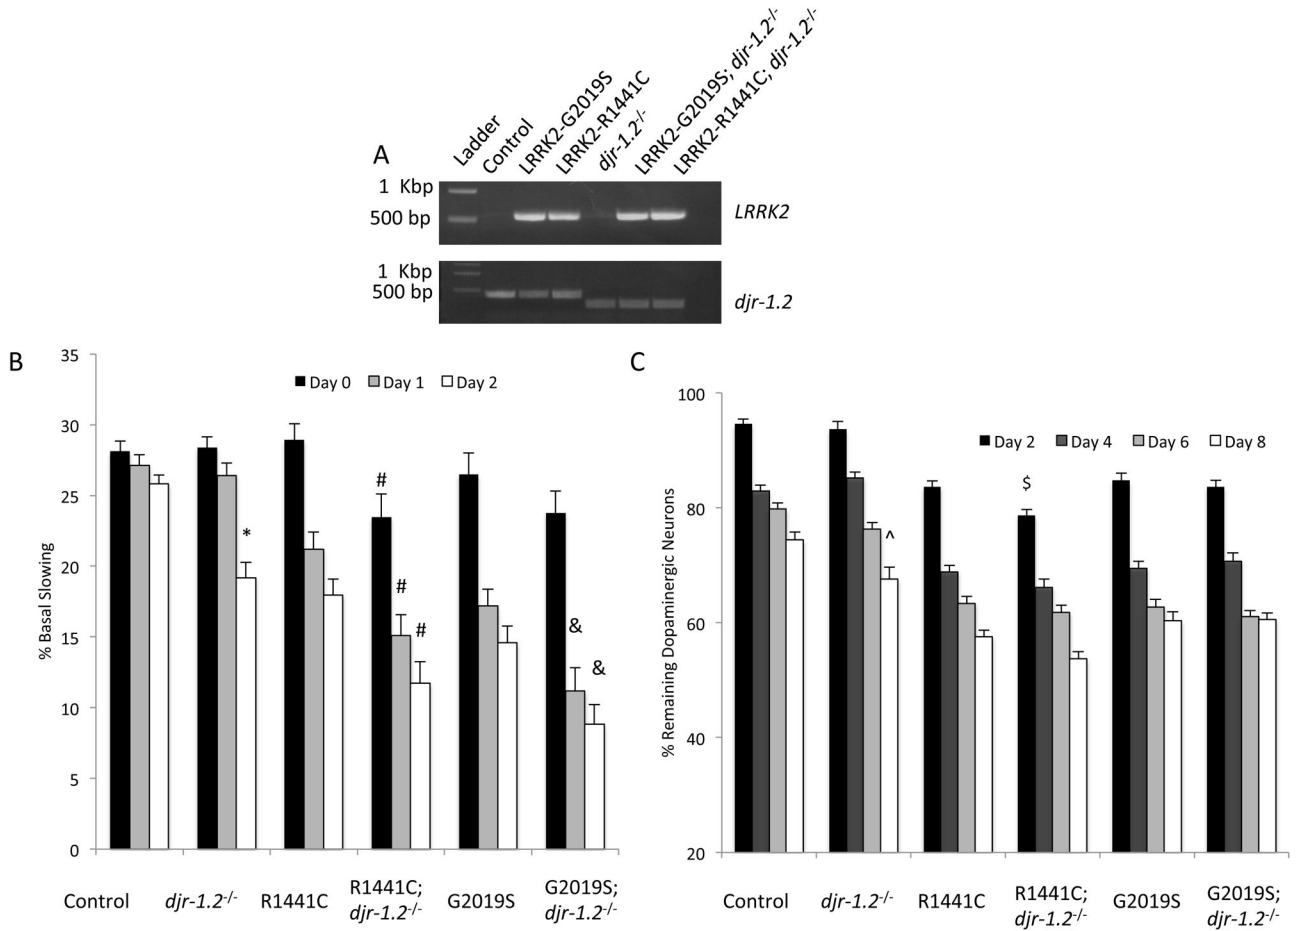 A
Ladder
Control
LRRK2-G2019S
LRRK2-R1441C
djr-1.2-/-
LRRK2-G2019S; djr-1.2-/-
LRRK2-R1441C; djr-1.2-/-
1 Kbp
500 bp
LRRK2
1 Kbp
500 bp
djr-1.2
B
% Basal Slowing
35
30
25
20
15
10
5
0
Day 0 Day 1 Day 2
*
#
#
#
&
&
Control
djr-1.2-/-
R1441C
R1441C;
djr-1.2-/-
G2019S
G2019S;
djr-1.2-/-
C
% Remaining Dopaminergic Neurons
100
80
60
40
20
Day 2 Day 4 Day 6 Day 8
^
$
Control
djr-1.2-/-
R1441C
R1441C;
djr-1.2-/-
G2019S
G2019S;
djr-1.2-/-